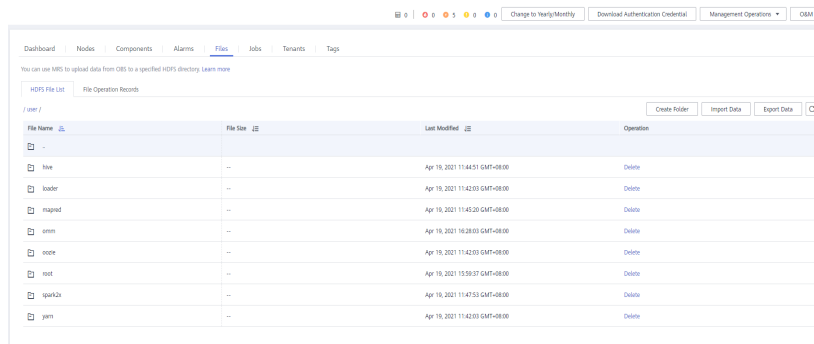 0 0 5 0 0 Change to Yearly/Monthly Download Authentication Credential Management Operations O&M
Dashboard Nodes Components Alarms Files Jobs Tenants Tags
You can use MRS to upload data from OBS to a specified HDFS directory. Learn more
HDFS File List File Operation Records
/ user / Create Folder Import Data Export Data
File Name File Size Last Modified Operation
..
hive -- Apr 19, 2021 11:44:51 GMT+08:00 Delete
loader -- Apr 19, 2021 11:42:03 GMT+08:00 Delete
mapred -- Apr 19, 2021 11:45:20 GMT+08:00 Delete
omm -- Apr 19, 2021 16:28:03 GMT+08:00 Delete
oozie -- Apr 19, 2021 11:42:03 GMT+08:00 Delete
root -- Apr 19, 2021 15:59:37 GMT+08:00 Delete
spark2x -- Apr 19, 2021 11:47:53 GMT+08:00 Delete
yarn -- Apr 19, 2021 11:42:03 GMT+08:00 Delete